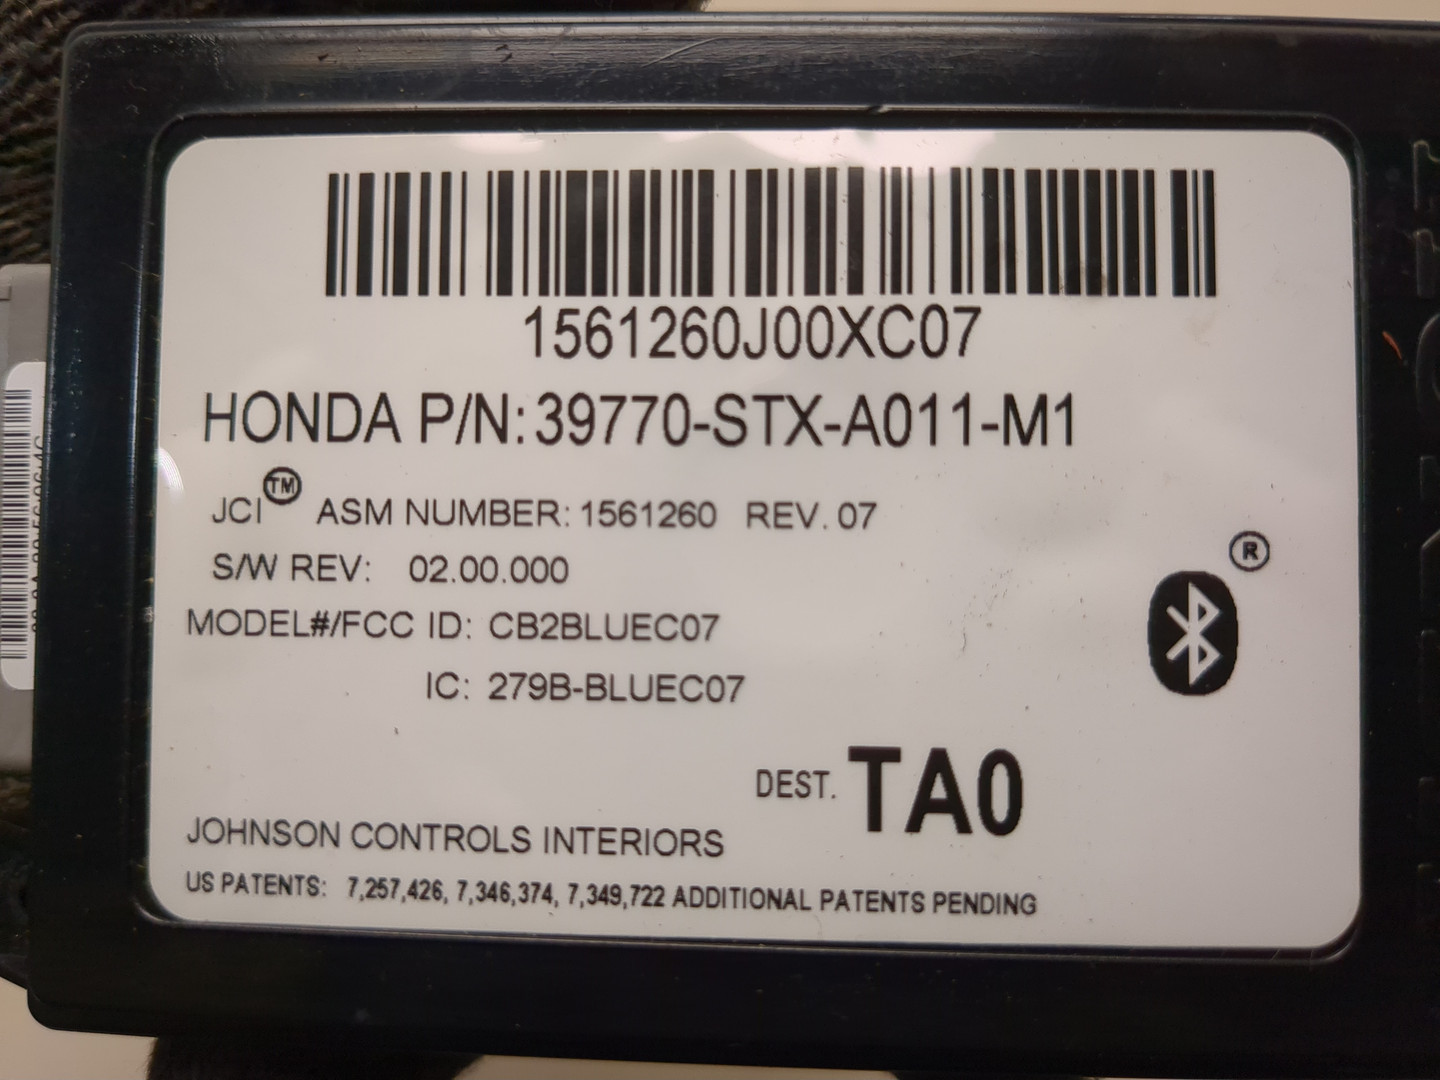 1561260J00XC07
HONDA P/N: 39770-STX-A011-M1
JCI™ ASM NUMBER: 1561260 REV. 07
S/W REV: 02.00.000
MODEL#/FCC ID: CB2BLUEC07
IC: 279B-BLUEC07
®
DEST. TA0
JOHNSON CONTROLS INTERIORS
US PATENTS: 7,257,426, 7,346,374, 7,349,722 ADDITIONAL PATENTS PENDING